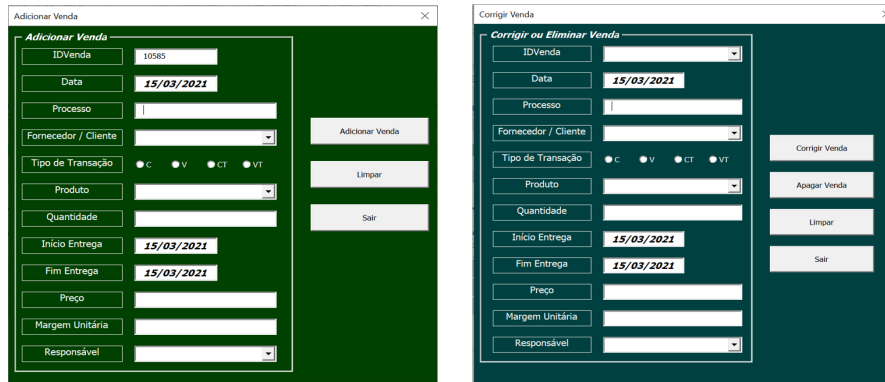 Adicionar Venda
Adicionar Venda
IDVenda 10585
Data 15/03/2021
Processo
Fornecedor / Cliente
Tipo de Transação C V CT VT
Produto
Quantidade
Início Entrega 15/03/2021
Fim Entrega 15/03/2021
Preço
Margem Unitária
Responsável
Adicionar Venda
Limpar
Sair
Corrigir Venda
Corrigir ou Eliminar Venda
IDVenda
Data 15/03/2021
Processo
Fornecedor / Cliente
Tipo de Transação C V CT VT
Produto
Quantidade
Início Entrega 15/03/2021
Fim Entrega 15/03/2021
Preço
Margem Unitária
Responsável
Corrigir Venda
Apagar Venda
Limpar
Sair